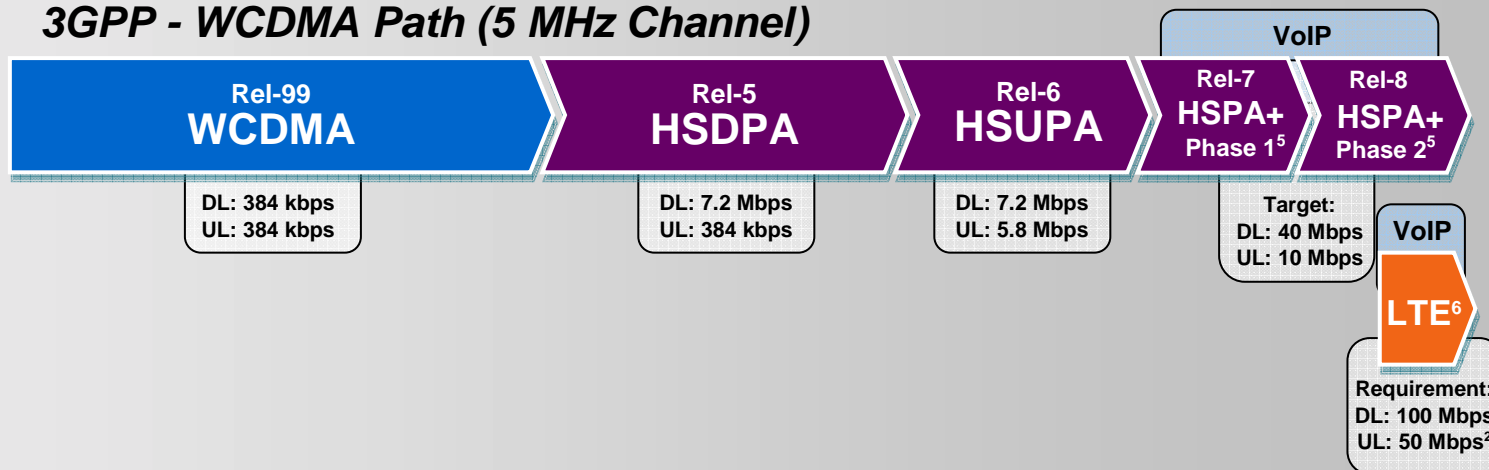 3GPP - WCDMA Path (5 MHz Channel)
VoIP
Rel-99
WCDMA
Rel-5
HSDPA
Rel-6
HSUPA
Rel-7
HSPA+
Phase 1⁵
Rel-8
HSPA+
Phase 2⁵
DL: 384 kbps
UL: 384 kbps
DL: 7.2 Mbps
UL: 384 kbps
DL: 7.2 Mbps
UL: 5.8 Mbps
Target:
DL: 40 Mbps
UL: 10 Mbps
VoIP
LTE⁶
Requirement:
DL: 100 Mbps
UL: 50 Mbps²